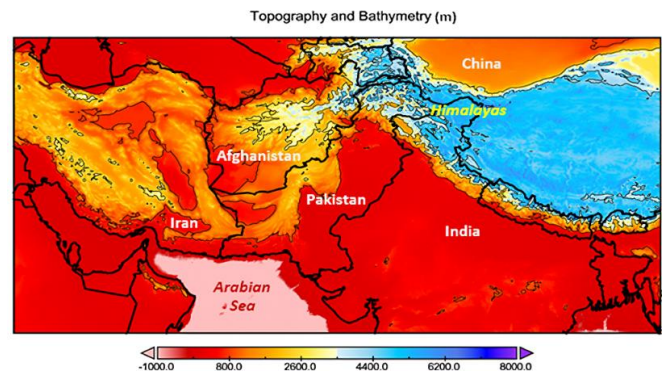 Topography and Bathymetry (m)
China
Himalayas
Afghanistan
Pakistan
Iran
India
Arabian
Sea
-1000.0 800.0 2600.0 4400.0 6200.0 8000.0